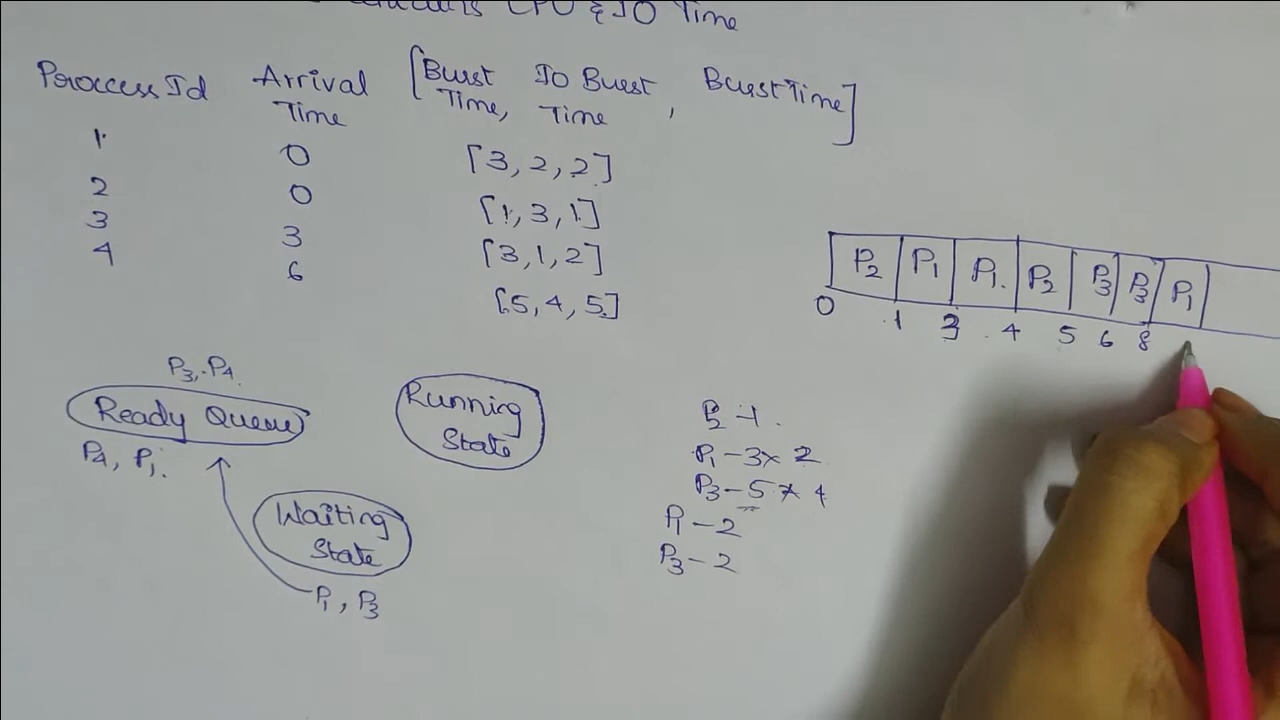 CPU & IO Time
Proccess Id Arrival Time [Burst Time, IO Burst Time, Burst Time]
1 0 [3, 2, 2]
2 0 [1, 3, 1]
3 3 [3, 1, 2]
4 6 [5, 4, 5]
P2 P1 P1. P2 P3 P3 P1
0 1 3 4 5 6 8
P3, P4.
Ready Queue
P4, P1.
Running State
Waiting State
P1, P3
P2 - 1.
P1 - 3 x 2
P3 - 5 x 4
P1 - 2
P3 - 2